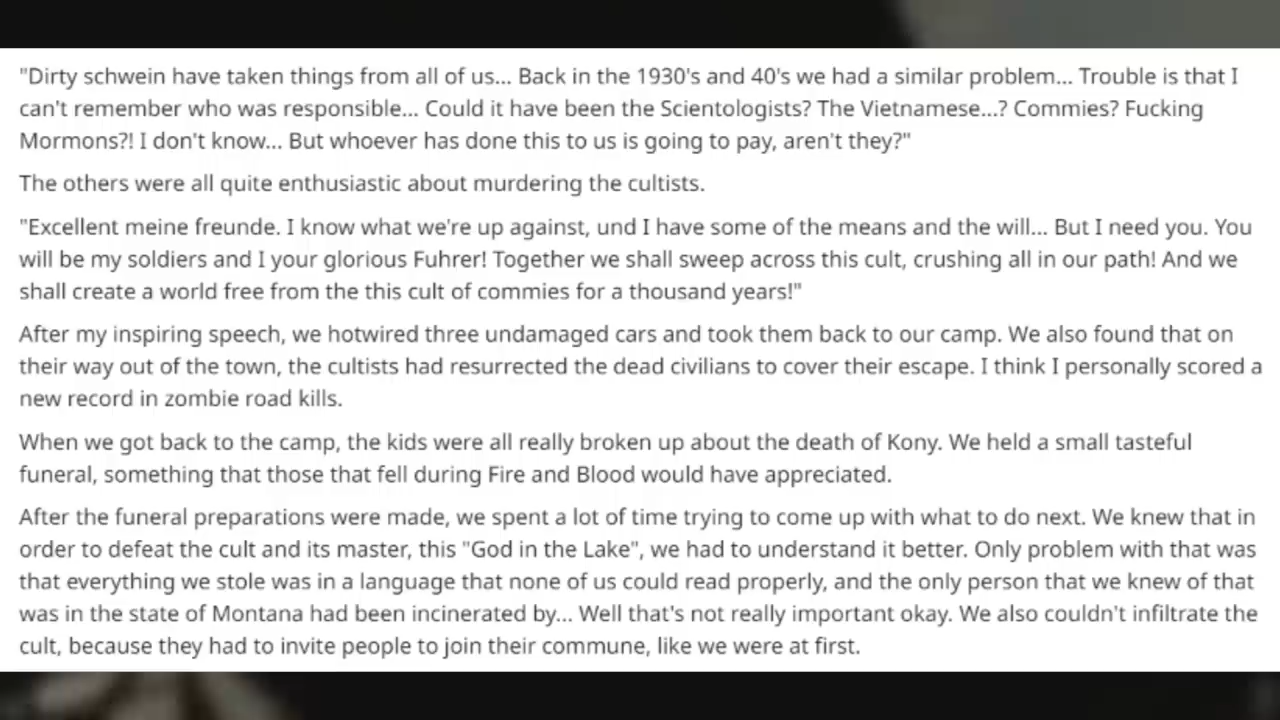 "Dirty schwein have taken things from all of us... Back in the 1930's and 40's we had a similar problem... Trouble is that I
can't remember who was responsible... Could it have been the Scientologists? The Vietnamese...? Commies? Fucking
Mormons?! I don't know... But whoever has done this to us is going to pay, aren't they?"
The others were all quite enthusiastic about murdering the cultists.
"Excellent meine freunde. I know what we're up against, und I have some of the means and the will... But I need you. You
will be my soldiers and I your glorious Fuhrer! Together we shall sweep across this cult, crushing all in our path! And we
shall create a world free from the this cult of commies for a thousand years!"
After my inspiring speech, we hotwired three undamaged cars and took them back to our camp. We also found that on
their way out of the town, the cultists had resurrected the dead civilians to cover their escape. I think I personally scored a
new record in zombie road kills.
When we got back to the camp, the kids were all really broken up about the death of Kony. We held a small tasteful
funeral, something that those that fell during Fire and Blood would have appreciated.
After the funeral preparations were made, we spent a lot of time trying to come up with what to do next. We knew that in
order to defeat the cult and its master, this "God in the Lake", we had to understand it better. Only problem with that was
that everything we stole was in a language that none of us could read properly, and the only person that we knew of that
was in the state of Montana had been incinerated by... Well that's not really important okay. We also couldn't infiltrate the
cult, because they had to invite people to join their commune, like we were at first.